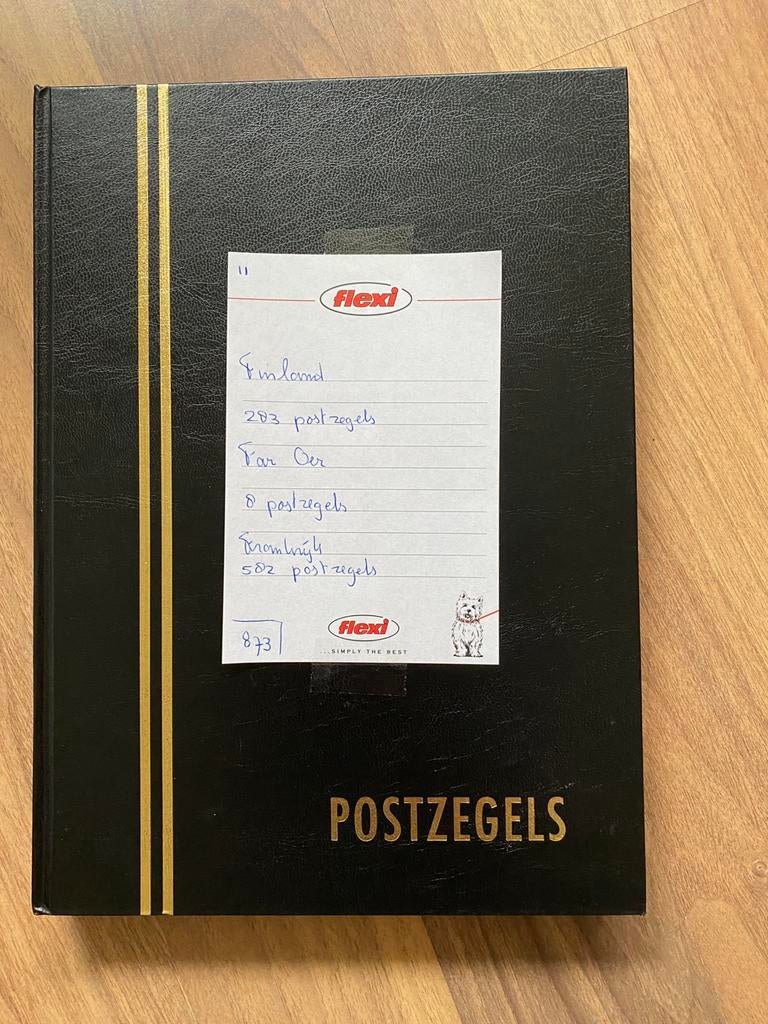 11
flexi
Finland
283 postzegels
Far Oer
8 postzegels
Frankrijk
582 postzegels
873
flexi
...SIMPLY THE BEST
POSTZEGELS